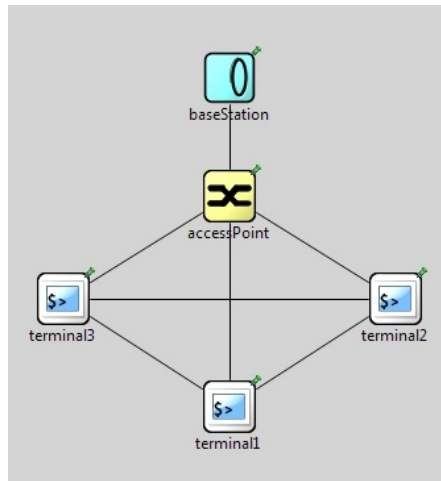 baseStation
accessPoint
$>
terminal3
$>
terminal2
$>
terminal1